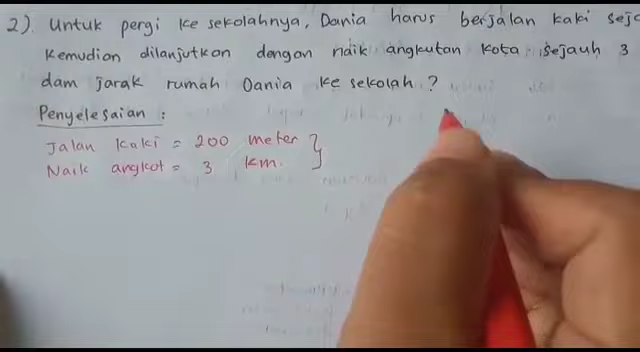 2). Untuk pergi ke sekolahnya, Dania harus berjalan kaki
kemudian dilanjutkan dengan naik angkutan kota sejauh 3
dam jarak rumah Dania ke sekolah ?
Penyelesaian :
Jalan kaki = 200 meter }
Naik angkot = 3 km.